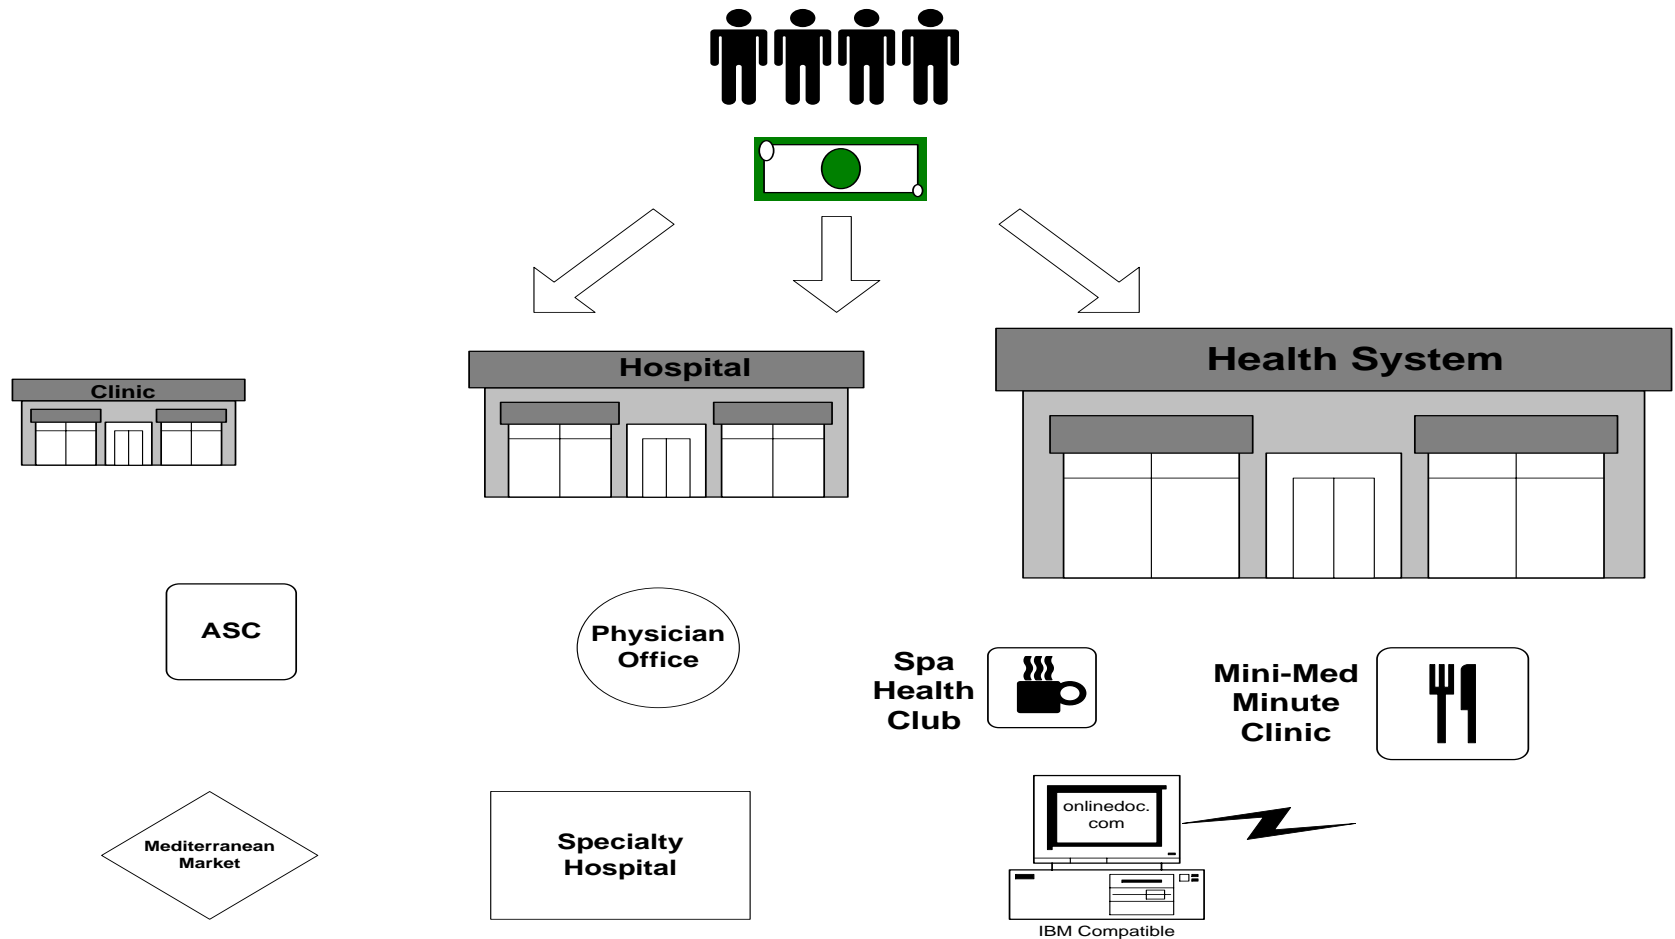 Health System
Hospital
Clinic
ASC
Physician
Office
Spa
Health
Club
Mini-Med
Minute
Clinic
Mediterranean
Market
Specialty
Hospital
onlinedoc.
com
IBM Compatible